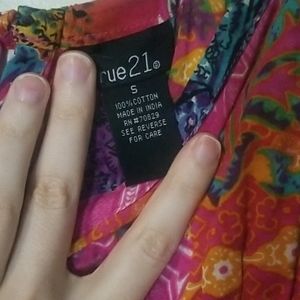 rue21®
S
100% COTTON
MADE IN INDIA
RN#70829
SEE REVERSE
FOR CARE